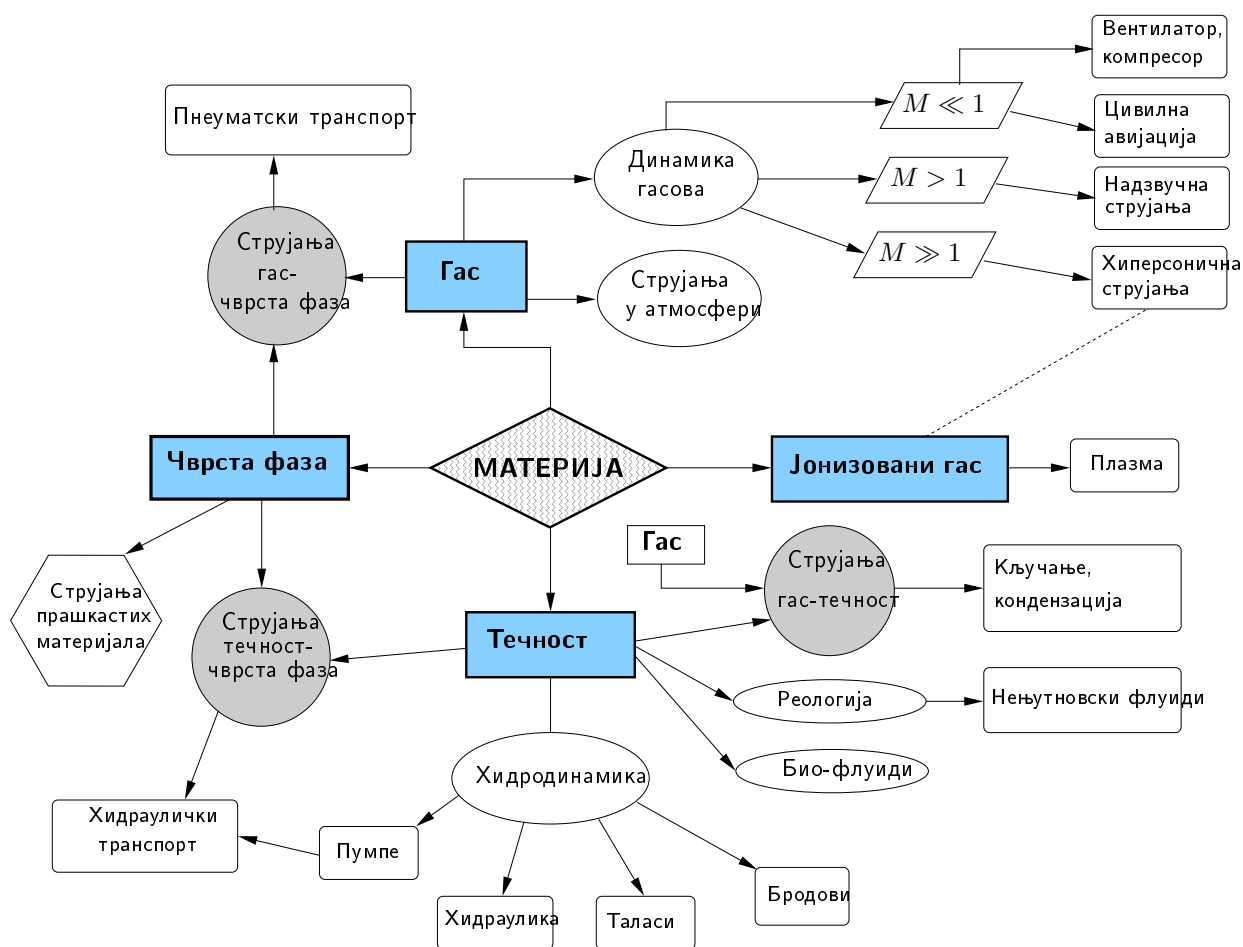 Вентилатор,
компресор
M ≪ 1
Цивилна
авијација
Пнеуматски транспорт
Динамика
гасова
M > 1
Надзвучна
струјања
Струјања
гас-
чврста фаза
Гас
M ≫ 1
Хиперсонична
струјања
Струјања
у атмосфери
Чврста фаза
МАТЕРИЈА
Јонизовани гас
Плазма
Гас
Струјања
гас-течност
Кључање,
кондензација
Струјања
прашкастих
материјала
Струјања
течност-
чврста фаза
Течност
Реологија
Нењутновски флуиди
Био-флуиди
Хидродинамика
Хидраулички
транспорт
Пумпе
Бродови
Хидраулика
Таласи